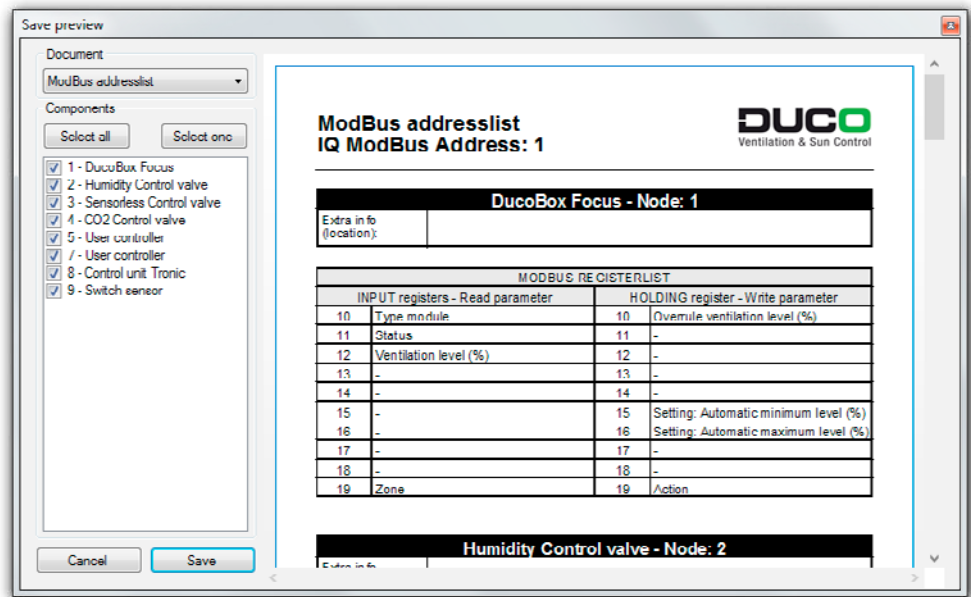 Save preview
Document
ModBus addresslist
Components
Select all
Select one
1 - DucoBox Focus
2 - Humidity Control valve
3 - Sensorless Control valve
4 - CO2 Control valve
5 - User controller
7 - User controller
8 - Control unit Tronic
9 - Switch sensor
Cancel
Save
ModBus addresslist
IQ ModBus Address: 1
DUCO
Ventilation & Sun Control
DucoBox Focus - Node: 1
Extra info
(location):
MODBUS REGISTERLIST
INPUT registers - Read parameter HOLDING register - Write parameter
10 Type module 10 Overrule ventilation level (%)
11 Status 11 -
12 Ventilation level (%) 12 -
13 - 13 -
14 - 14 -
15 - 15 Setting: Automatic minimum level (%)
16 - 16 Setting: Automatic maximum level (%)
17 - 17 -
18 - 18 -
19 Zone 19 Action
Humidity Control valve - Node: 2
Extra info